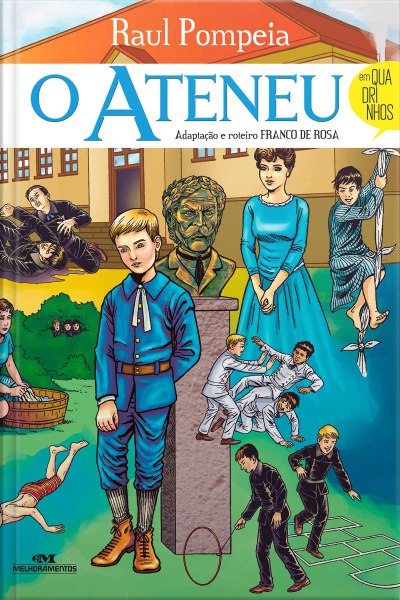 Raul Pompeia
O ATENEU
em QUA
DRI
NHOS
Adaptação e roteiro FRANCO DE ROSA
M
MELHORAMENTOS